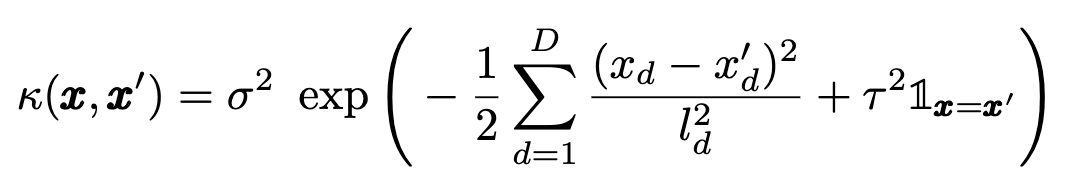 κ(𝒙, 𝒙′) = σ² exp ( − 1/2 ∑_{d=1}^{D} (x_d − x′_d)² / l_d² + τ² 𝟙_{𝒙=𝒙′} )